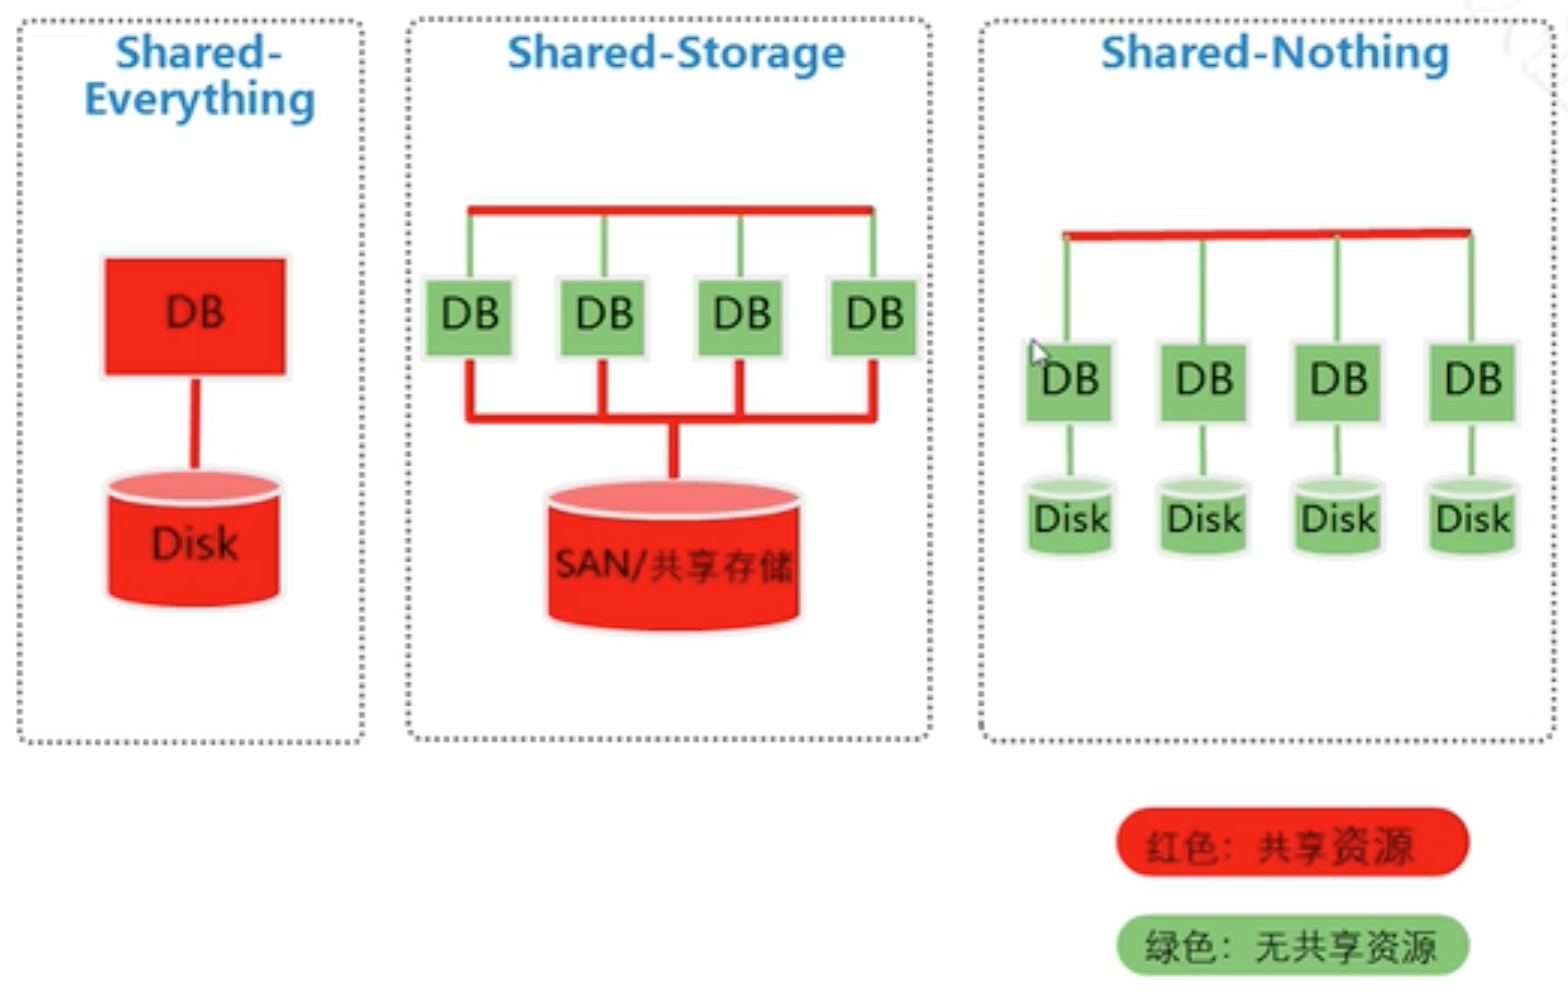 Shared-
Everything
DB
Disk
Shared-Storage
DB DB DB DB
SAN/共享存储
Shared-Nothing
DB DB DB DB
Disk Disk Disk Disk
红色：共享资源
绿色：无共享资源